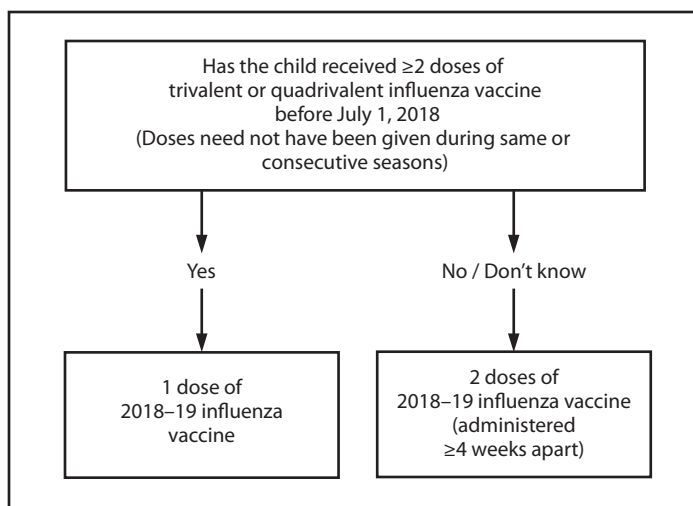 Has the child received ≥2 doses of
trivalent or quadrivalent influenza vaccine
before July 1, 2018
(Doses need not have been given during same or
consecutive seasons)
Yes
No / Don’t know
1 dose of
2018–19 influenza
vaccine
2 doses of
2018–19 influenza vaccine
(administered
≥4 weeks apart)